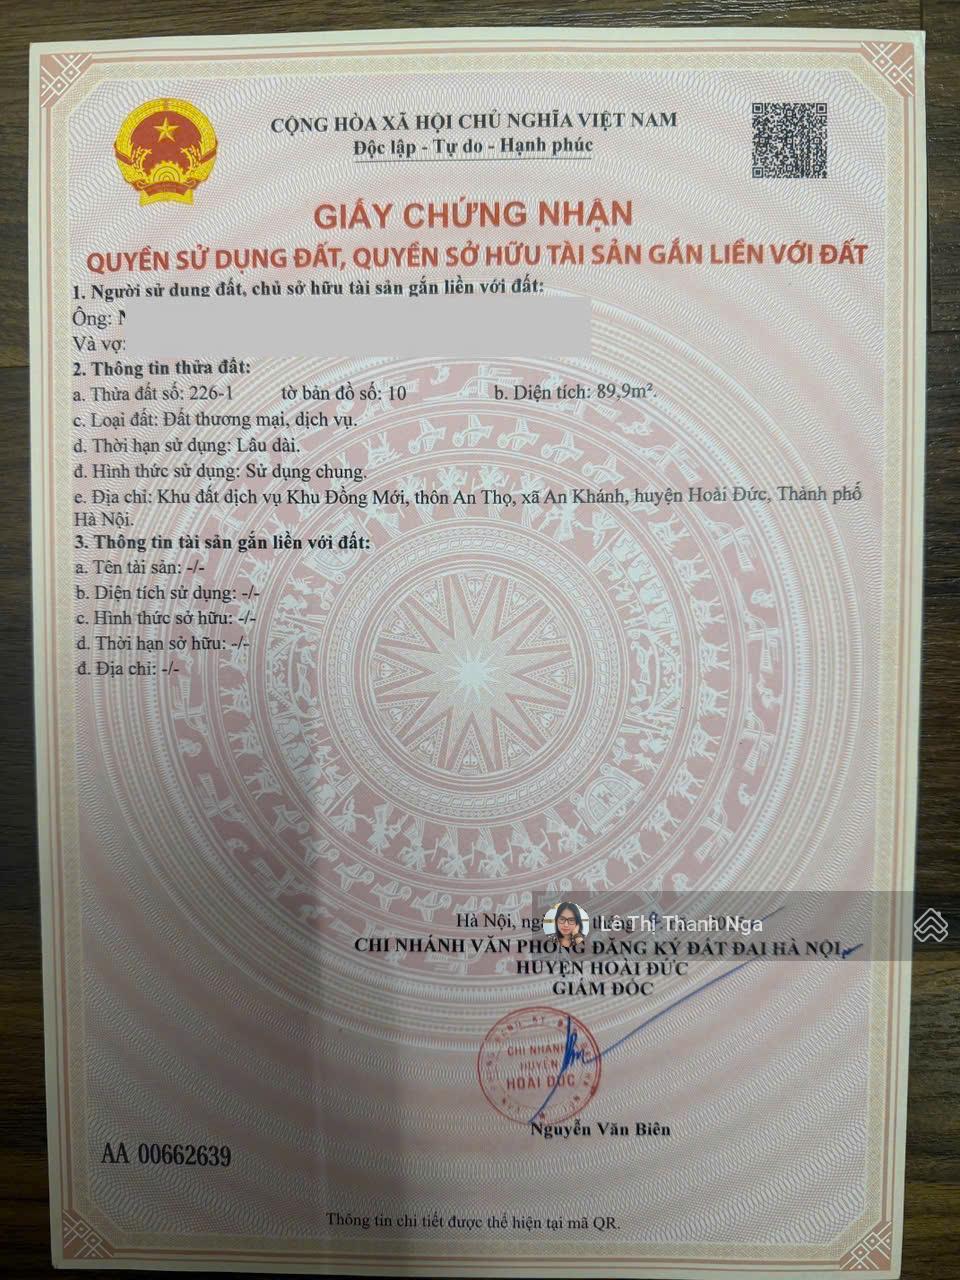 CỘNG HÒA XÃ HỘI CHỦ NGHĨA VIỆT NAM
Độc lập - Tự do - Hạnh phúc
GIẤY CHỨNG NHẬN
QUYỀN SỬ DỤNG ĐẤT, QUYỀN SỞ HỮU TÀI SẢN GẮN LIỀN VỚI ĐẤT
1. Người sử dung đất, chủ sở hữu tài sản gắn liền với đất:
Ông:
Và vợ:
2. Thông tin thửa đất:
a. Thửa đất số: 226-1 tờ bản đồ số: 10 b. Diện tích: 89,9m².
c. Loại đất: Đất thương mại, dịch vụ.
d. Thời hạn sử dụng: Lâu dài.
đ. Hình thức sử dụng: Sử dụng chung.
e. Địa chỉ: Khu đất dịch vụ Khu Đồng Mới, thôn An Thọ, xã An Khánh, huyện Hoài Đức, Thành phố
Hà Nội.
3. Thông tin tài sản gắn liền với đất:
a. Tên tài sản: -/-
b. Diện tích sử dụng: -/-
c. Hình thức sở hữu: -/-
d. Thời hạn sở hữu: -/-
đ. Địa chỉ: -/-
Hà Nội, tháng
Lê Thị Thanh Nga
CHI NHÁNH VĂN PHÒNG ĐĂNG KÝ ĐẤT ĐAI HÀ NỘI
HUYỆN HOÀI ĐỨC
GIÁM ĐỐC
CHI NHÁNH
HUYỆN
HOÀI ĐỨC
Nguyễn Văn Biên
AA 00662639
Thông tin chi tiết được thể hiện tại mã QR.